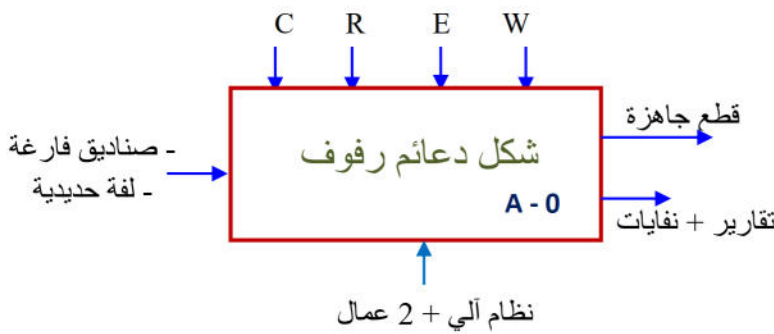 C R E W
قطع جاهزة
- صناديق فارغة
- لفة حديدية
شكل دعائم رفوف
A - 0
تقارير + نفايات
نظام آلي + 2 عمال